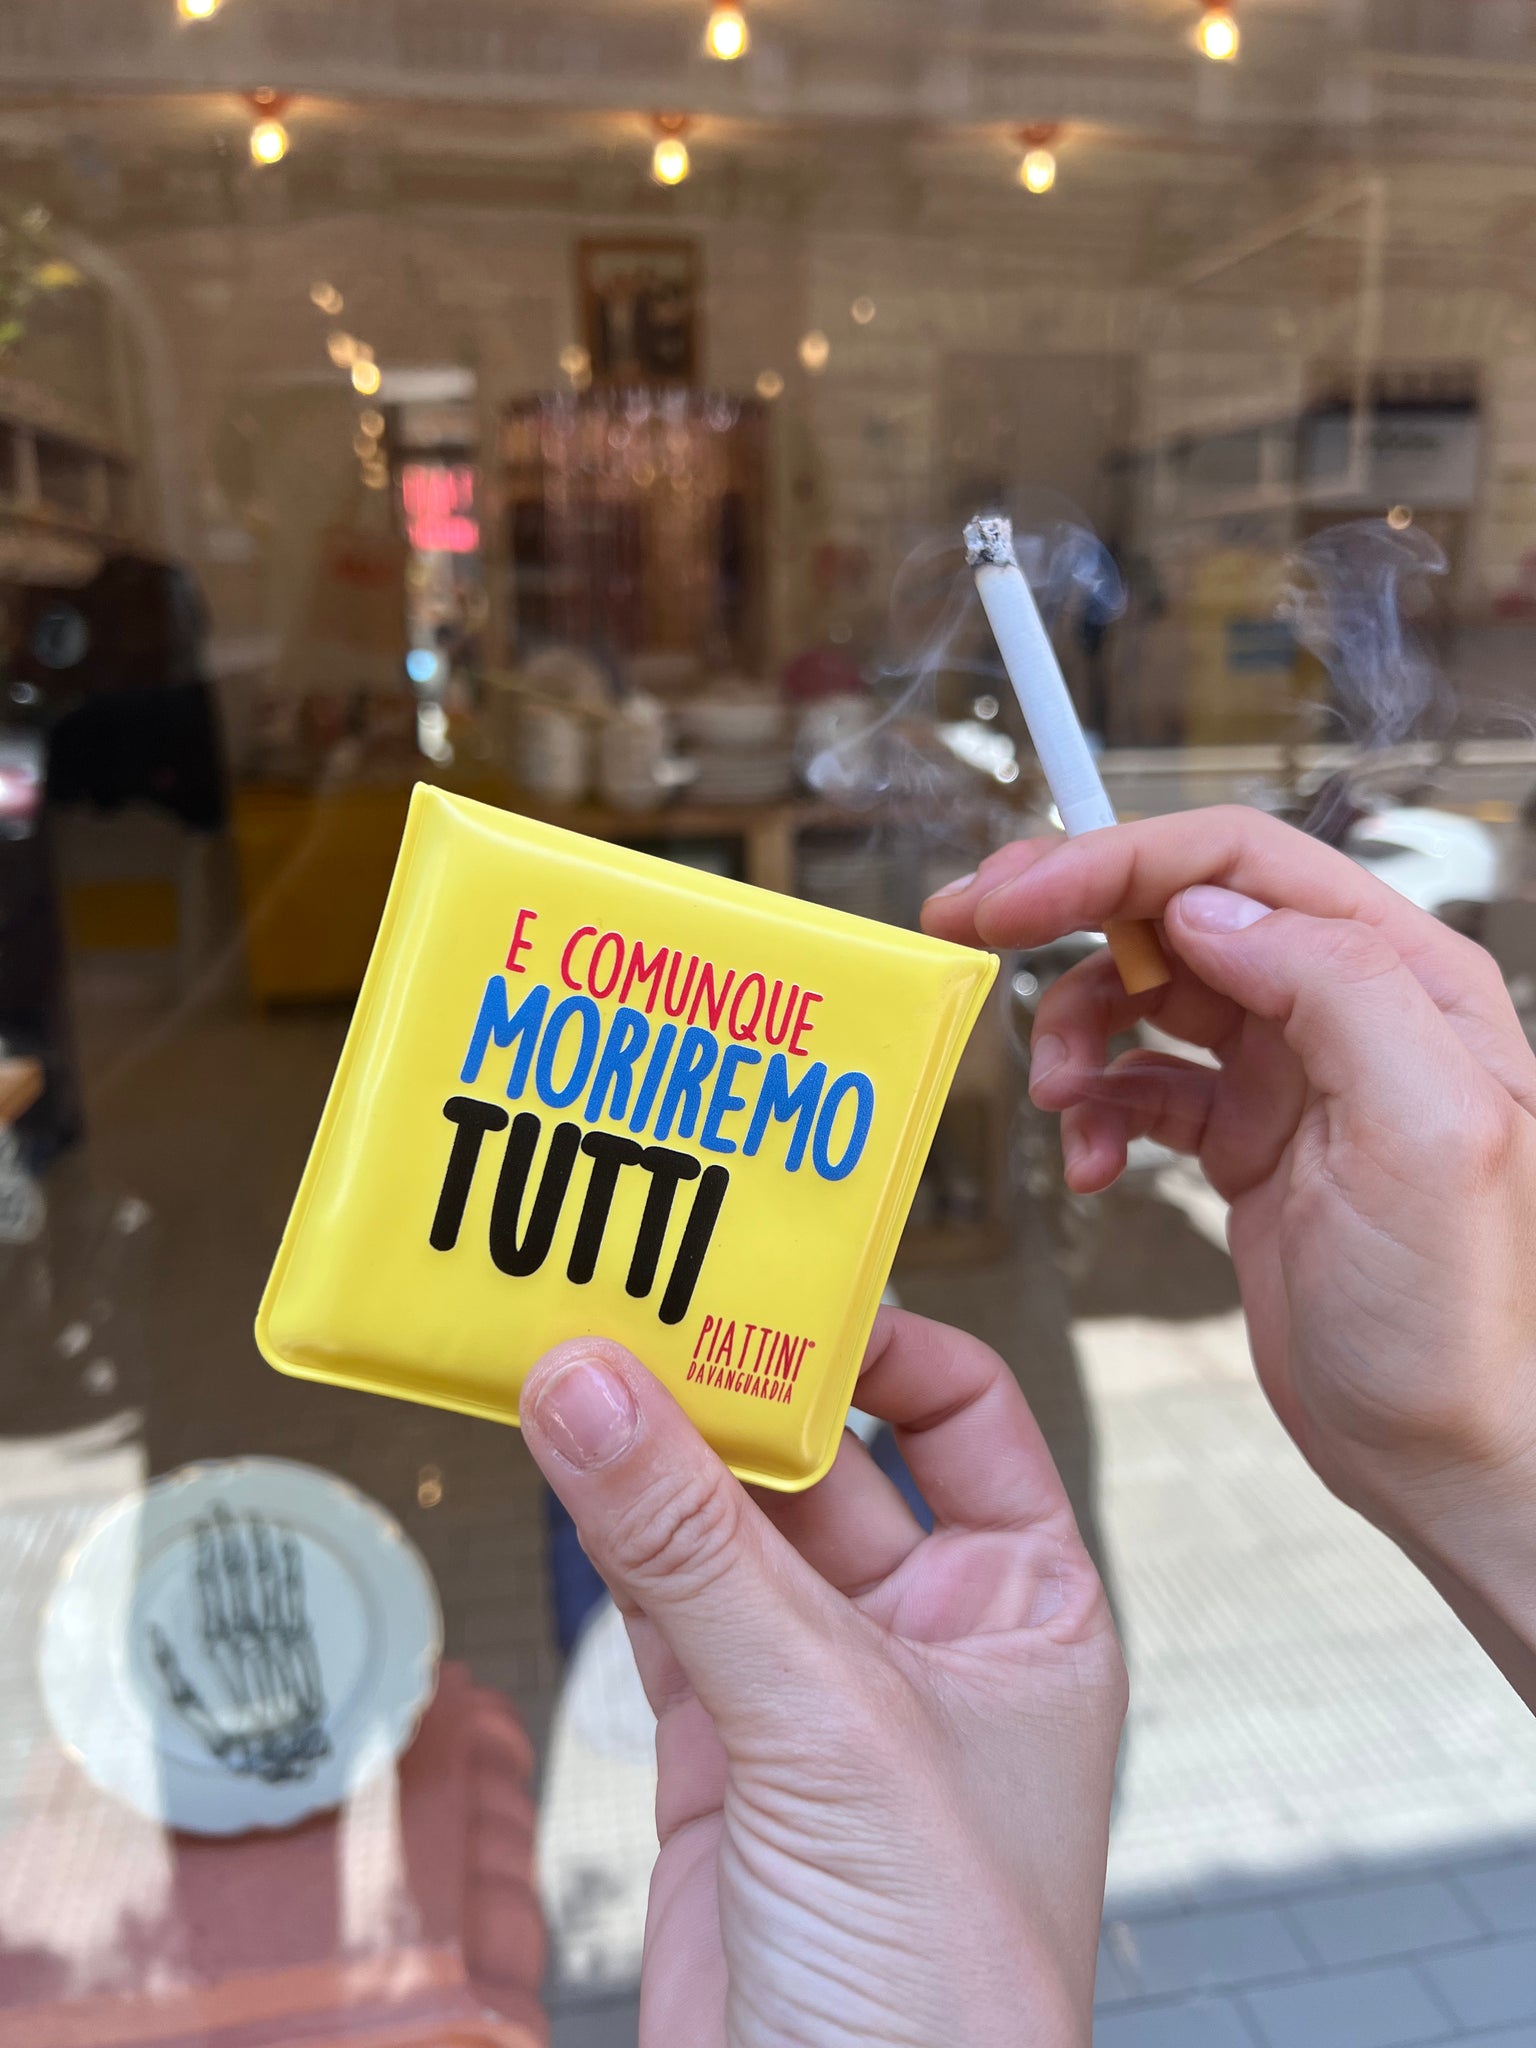 E COMUNQUE
MORIREMO
TUTTI
PIATTINI®
DAVANGUARDIA